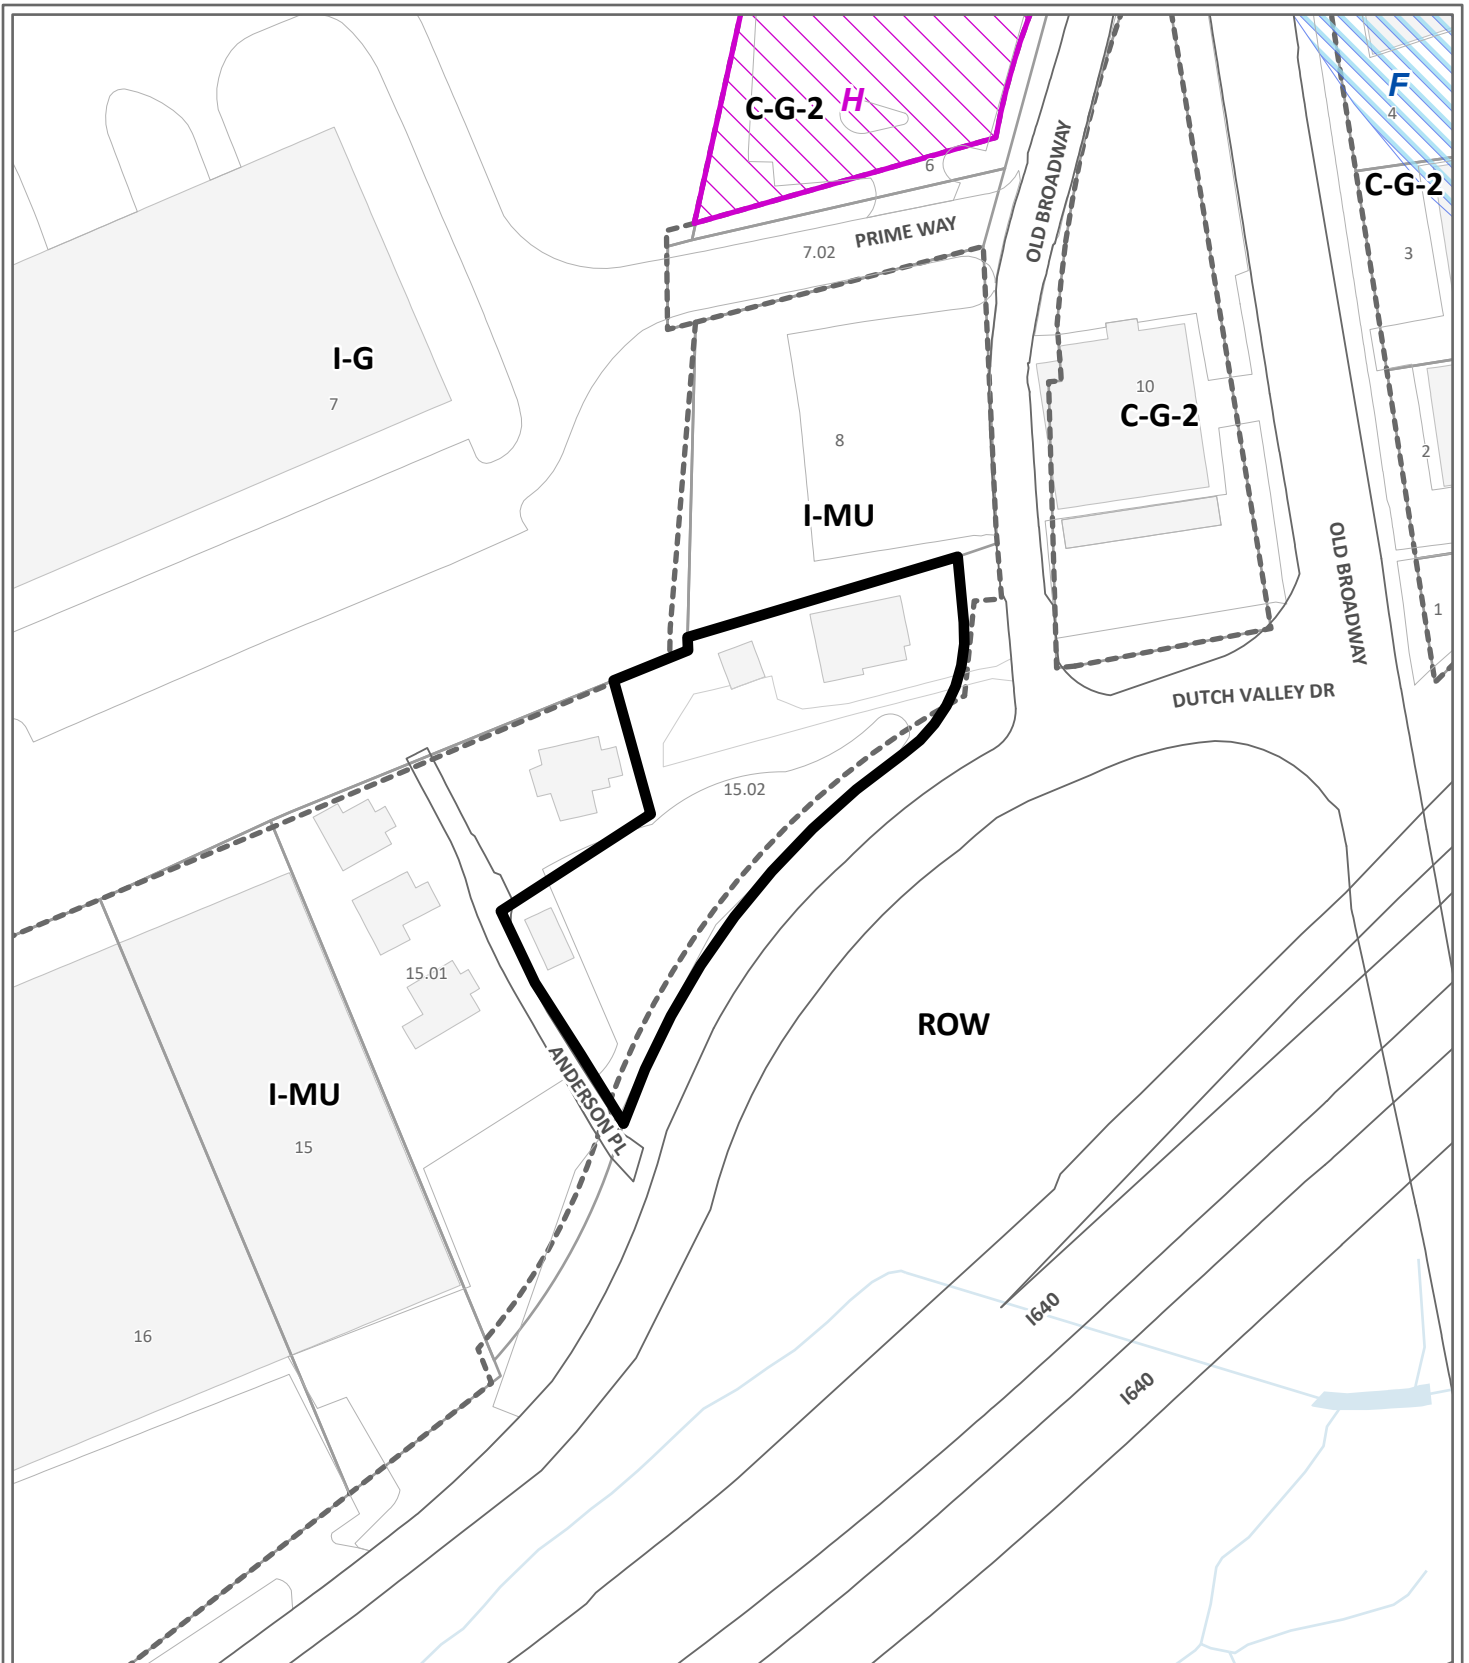 C-G-2 H
F
4
6
C-G-2
OLD BROADWAY
PRIME WAY
7.02
3
I-G
7
10
C-G-2
8
2
I-MU
OLD BROADWAY
1
DUTCH VALLEY DR
15.02
15.01
ROW
ANDERSON PL
I-MU
15
I640
16
I640